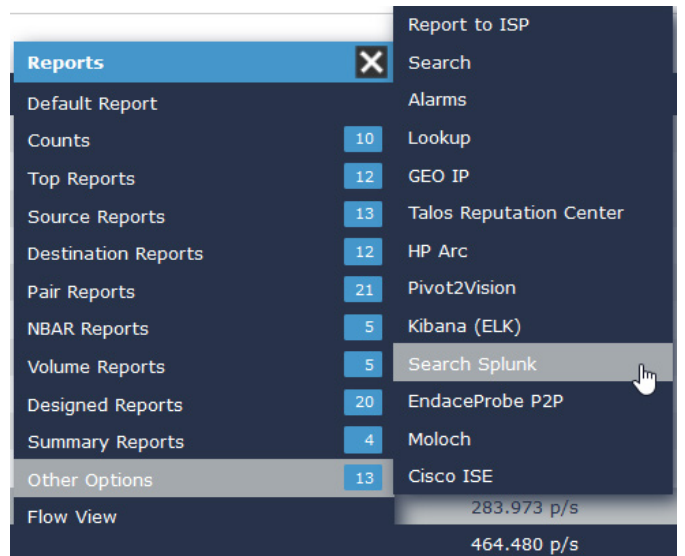 Reports
Default Report
Counts 10
Top Reports 12
Source Reports 13
Destination Reports 12
Pair Reports 21
NBAR Reports 5
Volume Reports 5
Designed Reports 20
Summary Reports 4
Other Options 13
Flow View
Report to ISP
Search
Alarms
Lookup
GEO IP
Talos Reputation Center
HP Arc
Pivot2Vision
Kibana (ELK)
Search Splunk
EndaceProbe P2P
Moloch
Cisco ISE
283.973 p/s
464.480 p/s